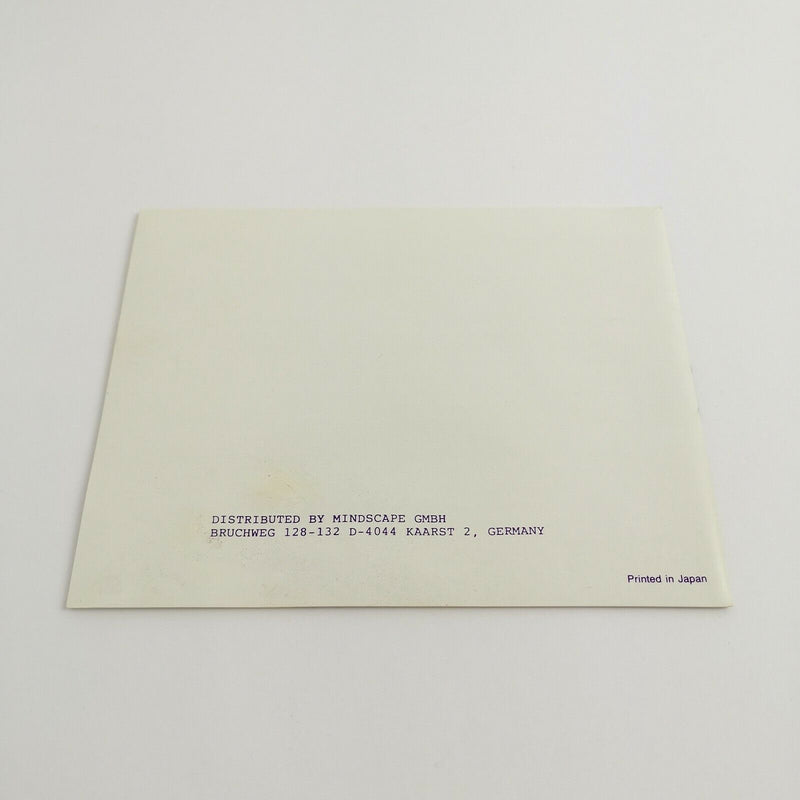 DISTRIBUTED BY MINDSCAPE GMBH
BRUCHWEG 128-132 D-4044 KAARST 2, GERMANY
Printed in Japan